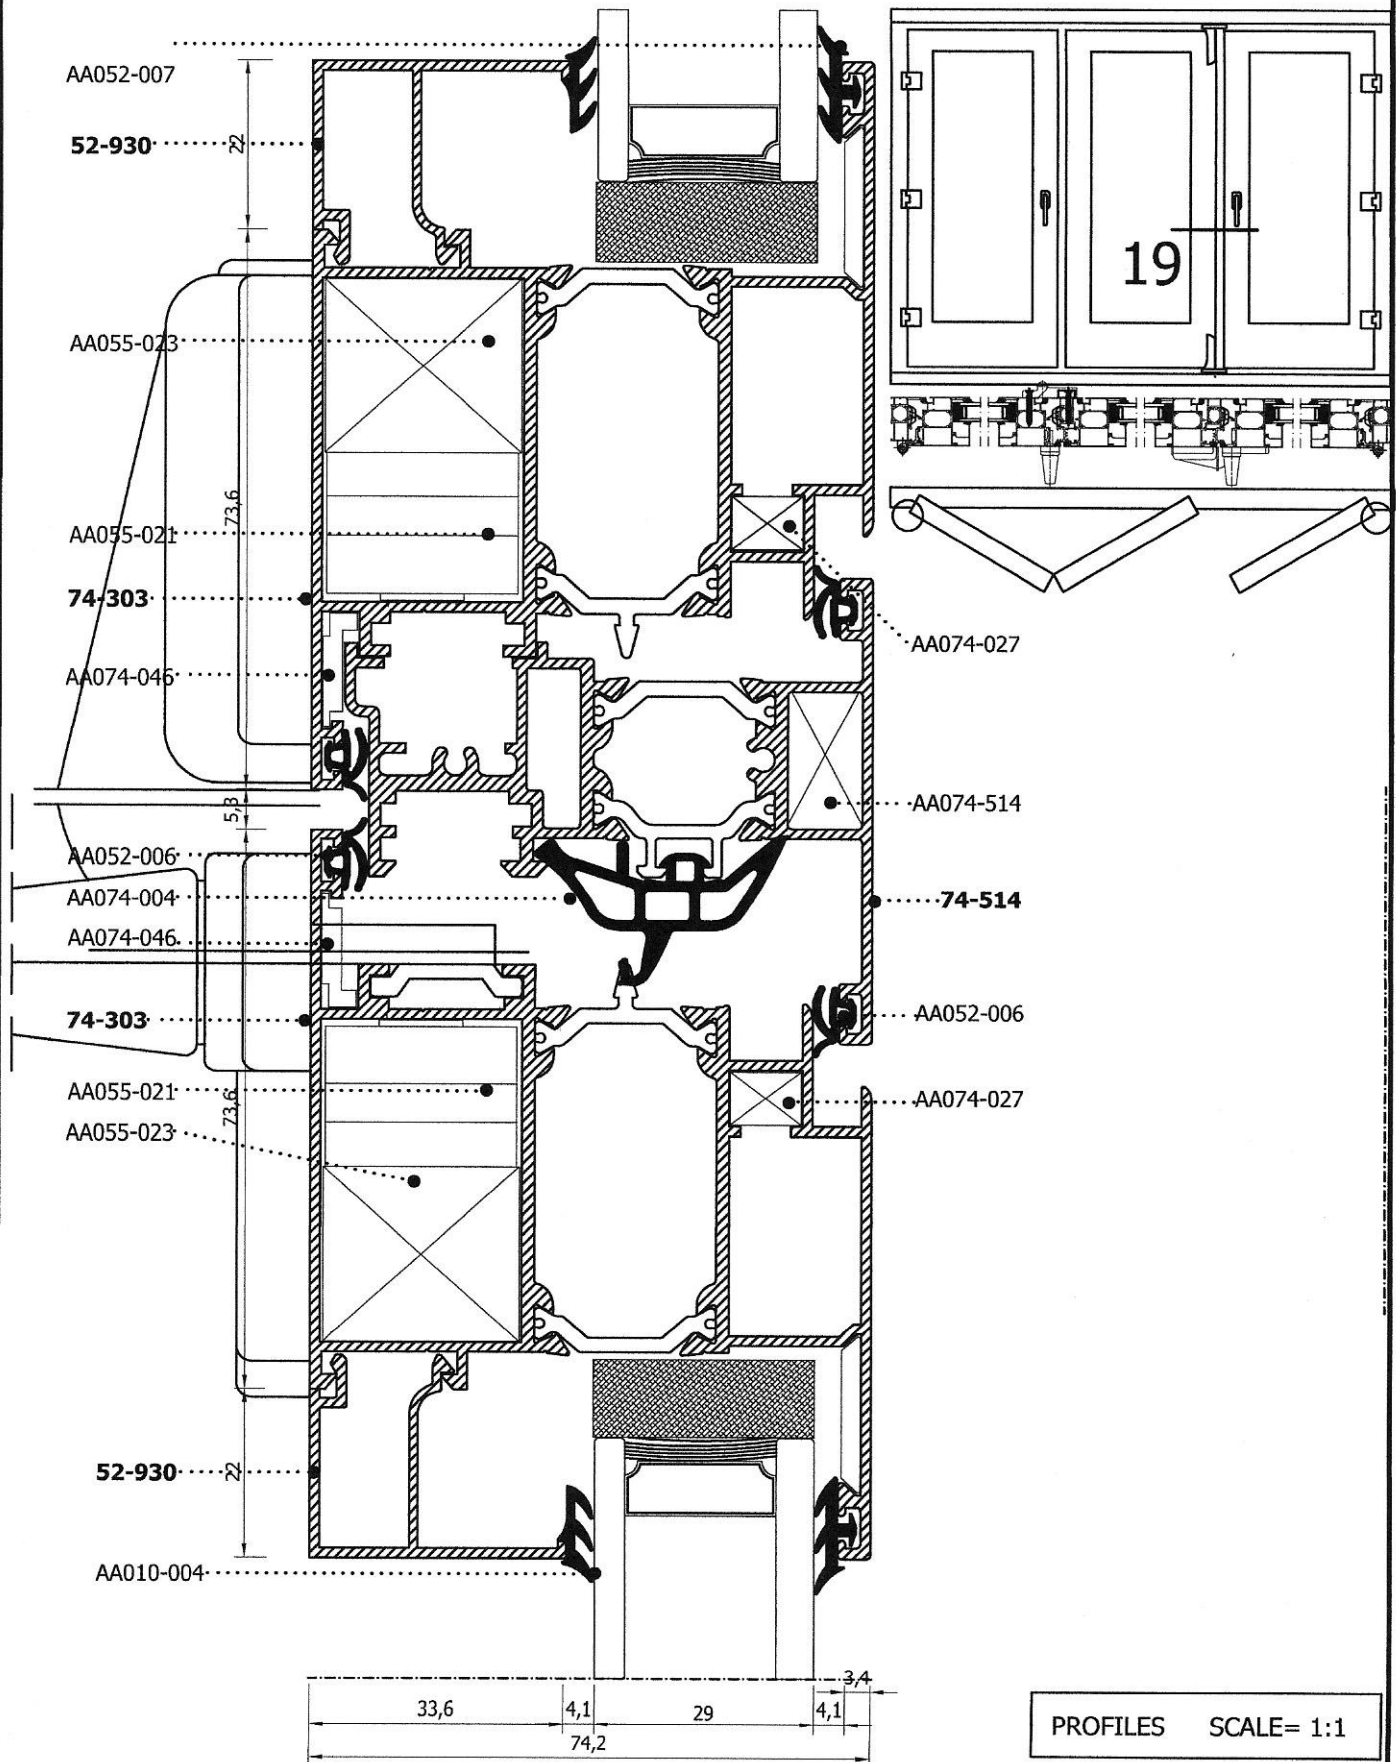 AA052-007
52-930
22
19
AA055-023
73,6
AA055-021
74-303
AA074-027
AA074-046
5,3
AA074-514
AA052-006
AA074-004
74-514
AA074-046
74-303
AA052-006
AA055-021
73,6
AA074-027
AA055-023
52-930
22
AA010-004
3,4
33,6 4,1 29 4,1
74,2
PROFILES SCALE= 1:1